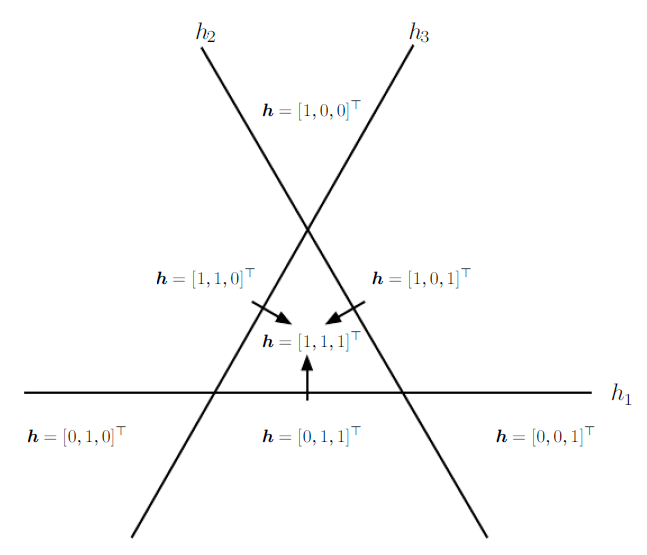 h₂ h₃
h = [1, 0, 0]⊤
h = [1, 1, 0]⊤ h = [1, 0, 1]⊤
h = [1, 1, 1]⊤
h₁
h = [0, 1, 0]⊤ h = [0, 1, 1]⊤ h = [0, 0, 1]⊤